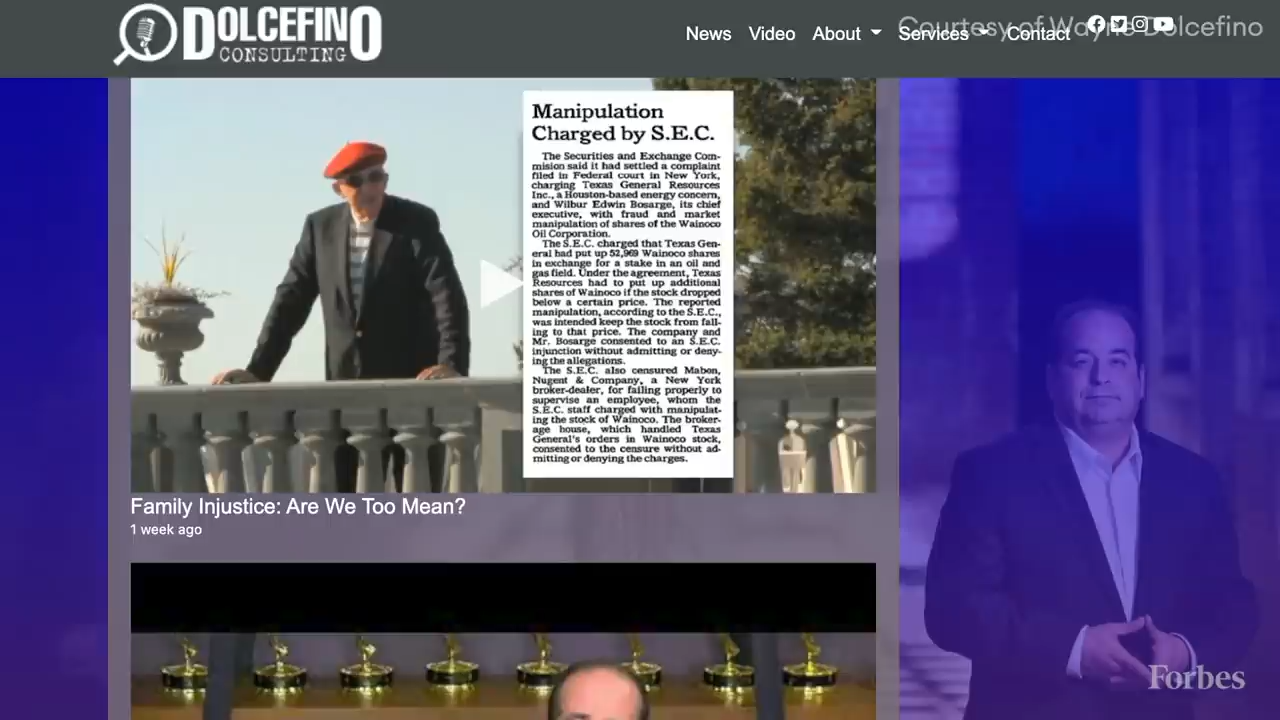 DOLCEFINO
CONSULTING
News Video About Services Contact
Courtesy of Wayne Dolcefino
Manipulation
Charged by S.E.C.
The Securities and Exchange Com-
mision said it had settled a complaint
filed in Federal court in New York,
charging Texas General Resources
Inc., a Houston-based energy concern,
and Wilbur Edwin Bosarge, its chief
executive, with fraud and market
manipulation of shares of the Wainoco
Oil Corporation.
The S.E.C. charged that Texas Gen-
eral had put up 52,969 Wainoco shares
in exchange for a stake in an oil and
gas field. Under the agreement, Texas
Resources had to put up additional
shares of Wainoco if the stock dropped
below a certain price. The reported
manipulation, according to the S.E.C.,
was intended keep the stock from fall-
ing to that price. The company and
Mr. Bosarge consented to an S.E.C.
injunction without admitting or deny-
ing the allegations.
The S.E.C. also censured Mabon,
Nugent & Company, a New York
broker-dealer, for failing properly to
supervise an employee, whom the
S.E.C. staff charged with manipulat-
ing the stock of Wainoco. The broker-
age house, which handled Texas
General's orders in Wainoco stock,
consented to the censure without ad-
mitting or denying the charges.
Family Injustice: Are We Too Mean?
1 week ago
Forbes